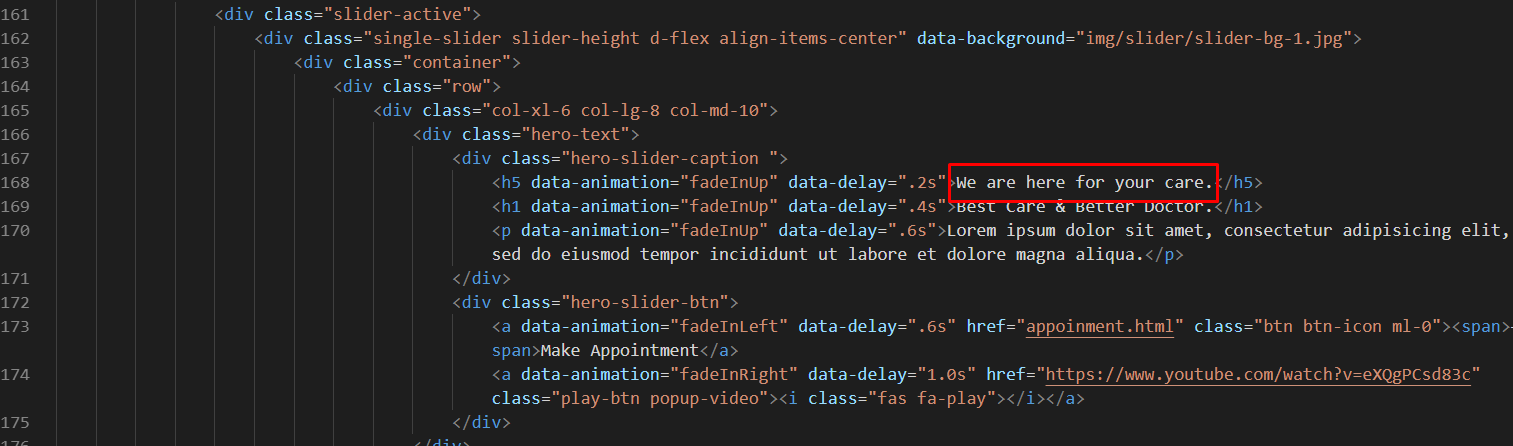 161 <div class="slider-active">
162 <div class="single-slider slider-height d-flex align-items-center" data-background="img/slider/slider-bg-1.jpg">
163 <div class="container">
164 <div class="row">
165 <div class="col-xl-6 col-lg-8 col-md-10">
166 <div class="hero-text">
167 <div class="hero-slider-caption ">
168 <h5 data-animation="fadeInUp" data-delay=".2s">We are here for your care.</h5>
169 <h1 data-animation="fadeInUp" data-delay=".4s">Best Care & Better Doctor.</h1>
170 <p data-animation="fadeInUp" data-delay=".6s">Lorem ipsum dolor sit amet, consectetur adipisicing elit,
sed do eiusmod tempor incididunt ut labore et dolore magna aliqua.</p>
171 </div>
172 <div class="hero-slider-btn">
173 <a data-animation="fadeInLeft" data-delay=".6s" href="appoinment.html" class="btn btn-icon ml-0"><span>
span>Make Appointment</a>
174 <a data-animation="fadeInRight" data-delay="1.0s" href="https://www.youtube.com/watch?v=eXQgPCsd83c"
class="play-btn popup-video"><i class="fas fa-play"></i></a>
175 </div>
176 </div>